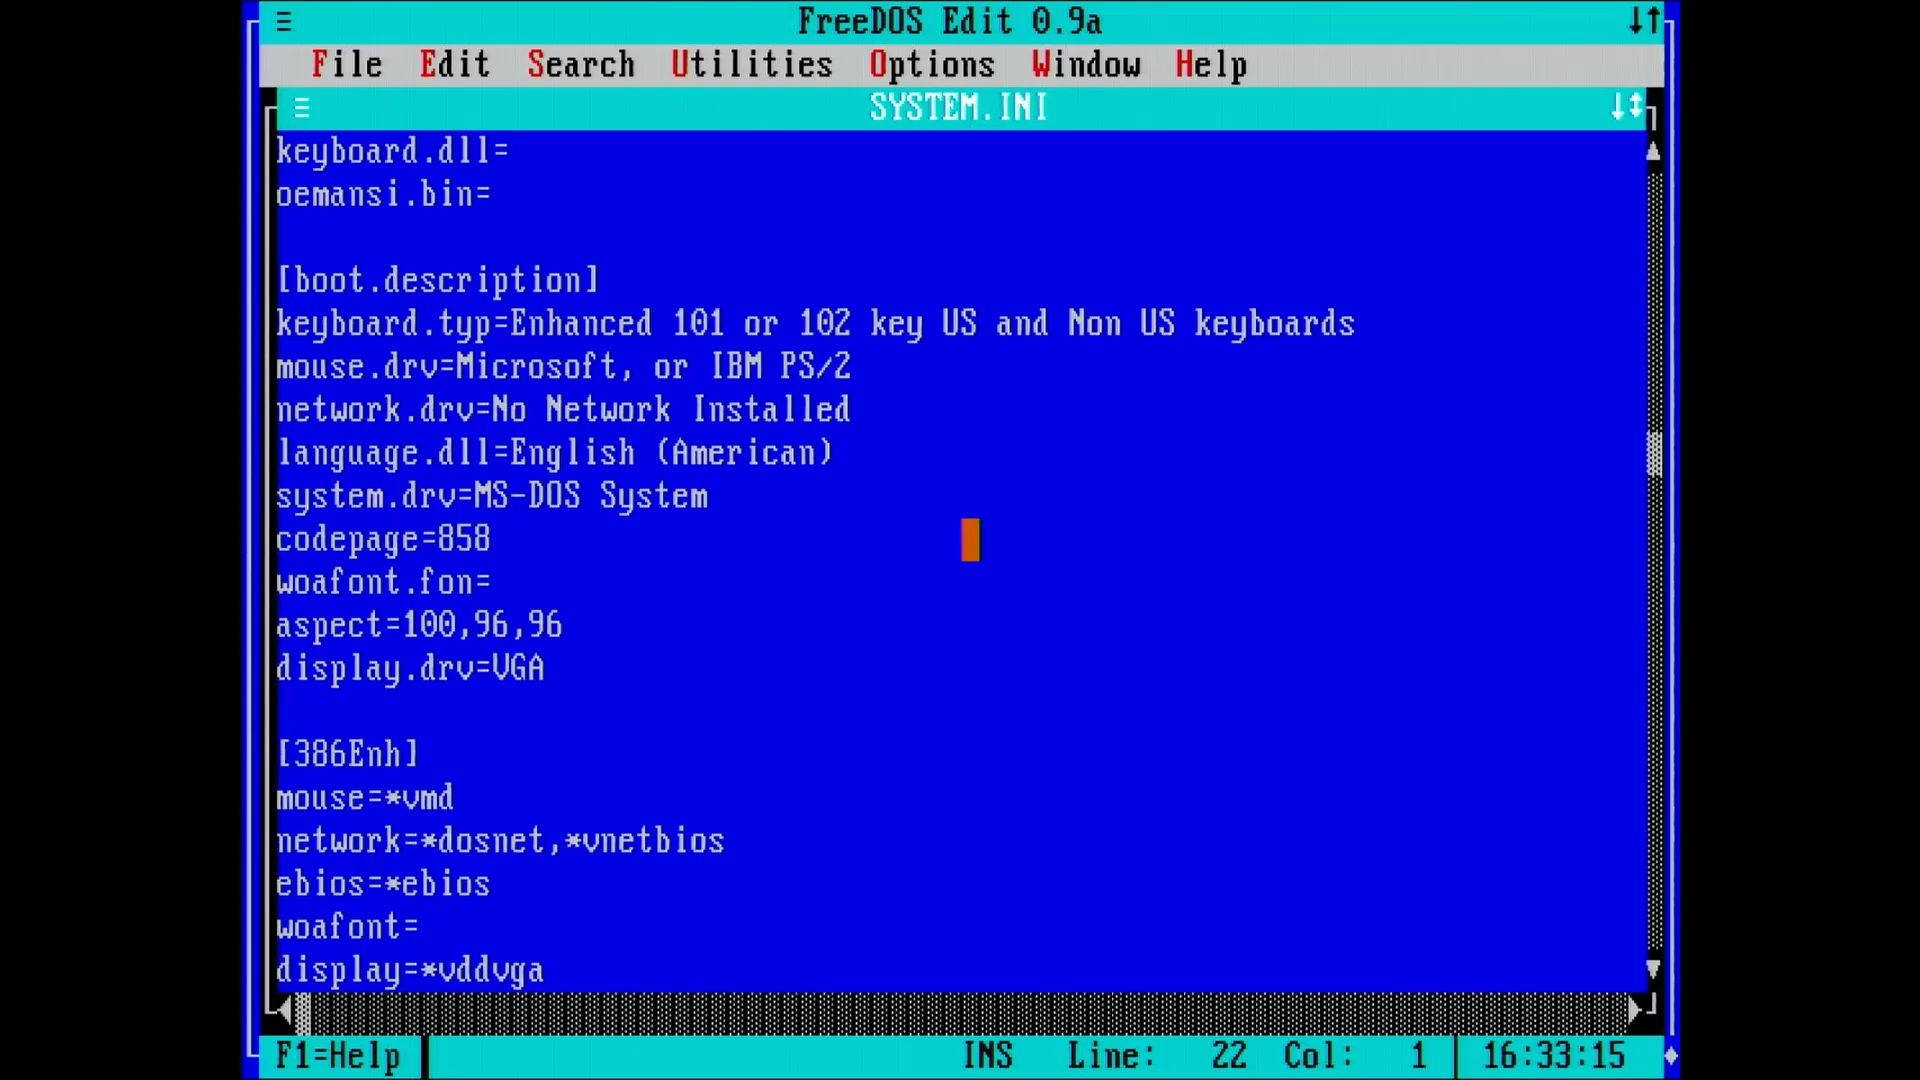 ≡ FreeDOS Edit 0.9a ↓↑
File Edit Search Utilities Options Window Help
≡ SYSTEM.INI ↓↕
keyboard.dll=
oemansi.bin=
[boot.description]
keyboard.typ=Enhanced 101 or 102 key US and Non US keyboards
mouse.drv=Microsoft, or IBM PS/2
network.drv=No Network Installed
language.dll=English (American)
system.drv=MS-DOS System
codepage=858
woafont.fon=
aspect=100,96,96
display.drv=VGA
[386Enh]
mouse=*vmd
network=*dosnet,*vnetbios
ebios=*ebios
woafont=
display=*vddvga
F1=Help INS Line: 22 Col: 1 16:33:15